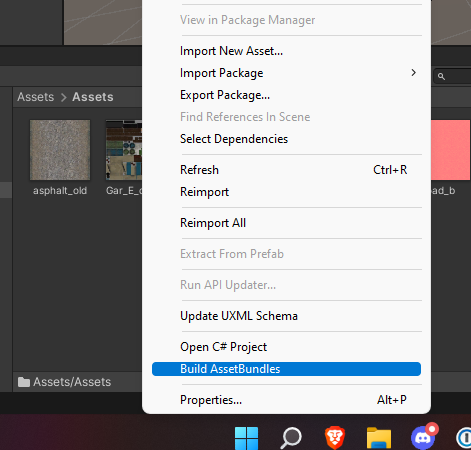 View in Package Manager
Import New Asset...
Import Package
Export Package...
Find References In Scene
Select Dependencies
Refresh Ctrl+R
Reimport
Reimport All
Extract From Prefab
Run API Updater...
Update UXML Schema
Open C# Project
Build AssetBundles
Properties... Alt+P
Assets > Assets
asphalt_old
Assets/Assets